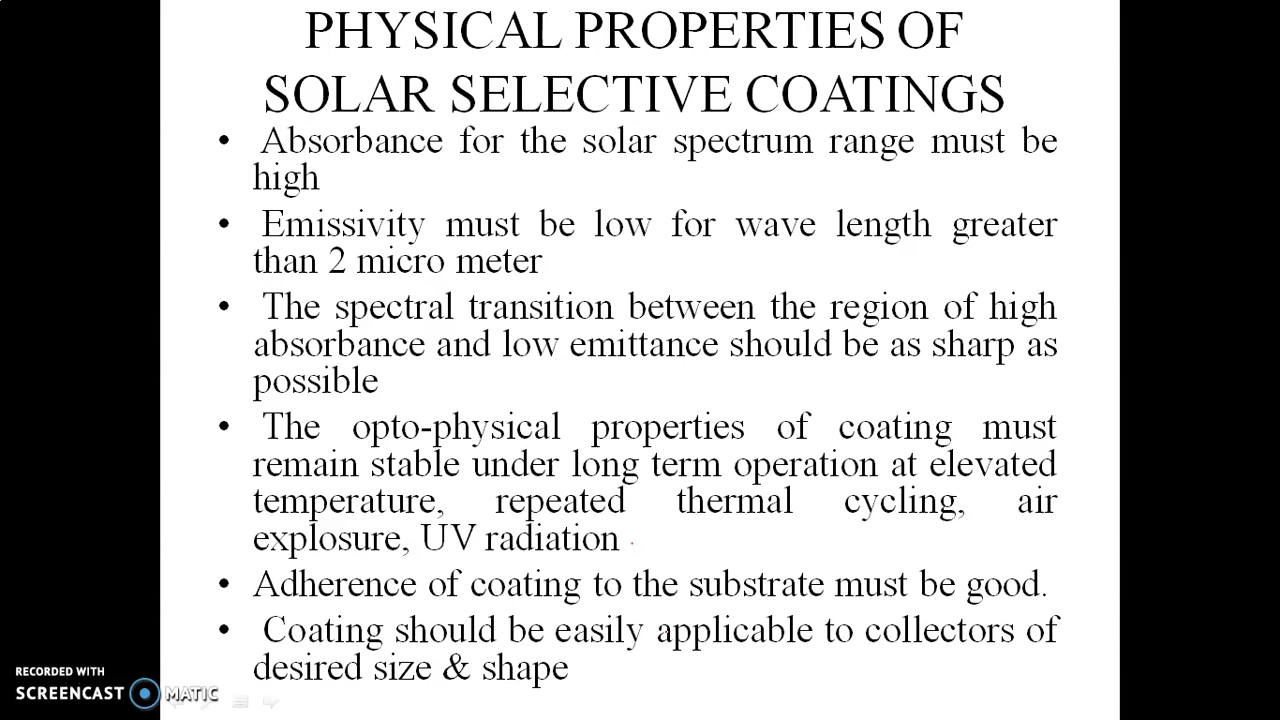 PHYSICAL PROPERTIES OF
SOLAR SELECTIVE COATINGS
• Absorbance for the solar spectrum range must be
high
• Emissivity must be low for wave length greater
than 2 micro meter
• The spectral transition between the region of high
absorbance and low emittance should be as sharp as
possible
• The opto-physical properties of coating must
remain stable under long term operation at elevated
temperature, repeated thermal cycling, air
explosure, UV radiation
• Adherence of coating to the substrate must be good.
• Coating should be easily applicable to collectors of
desired size & shape
RECORDED WITH
SCREENCAST MATIC